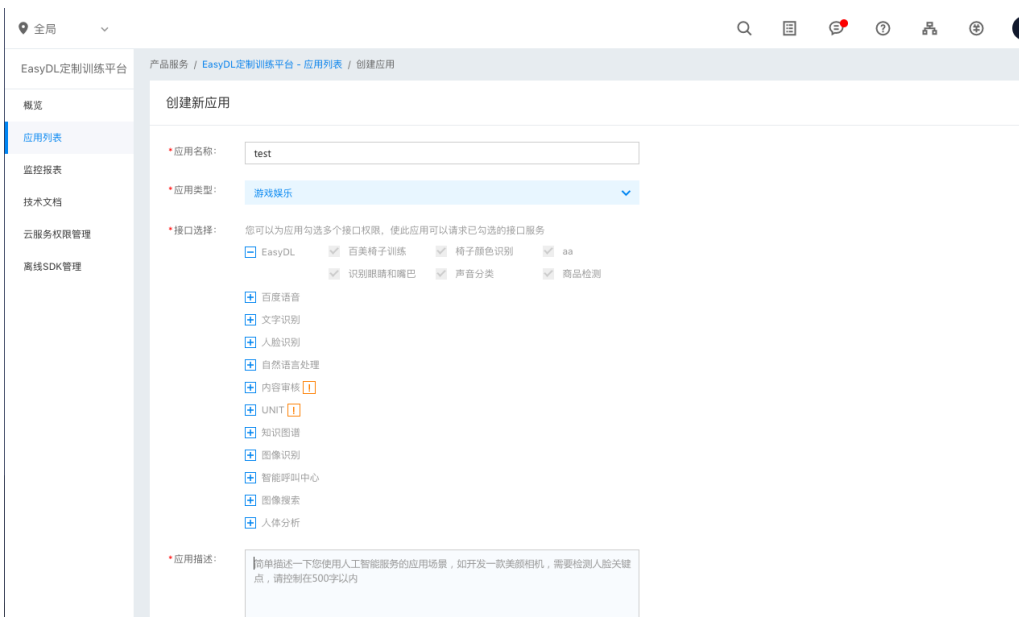 全局
EasyDL定制训练平台
产品服务 / EasyDL定制训练平台 - 应用列表 / 创建应用
概览
应用列表
监控报表
技术文档
云服务权限管理
离线SDK管理
创建新应用
*应用名称: test
*应用类型: 游戏娱乐
*接口选择: 您可以为应用勾选多个接口权限，使此应用可以请求已勾选的接口服务
EasyDL 百美椅子训练 椅子颜色识别 aa
识别眼睛和嘴巴 声音分类 商品检测
百度语音
文字识别
人脸识别
自然语言处理
内容审核
UNIT
知识图谱
图像识别
智能呼叫中心
图像搜索
人体分析
*应用描述: 简单描述一下您使用人工智能服务的应用场景，如开发一款美颜相机，需要检测人脸关键
点，请控制在500字以内